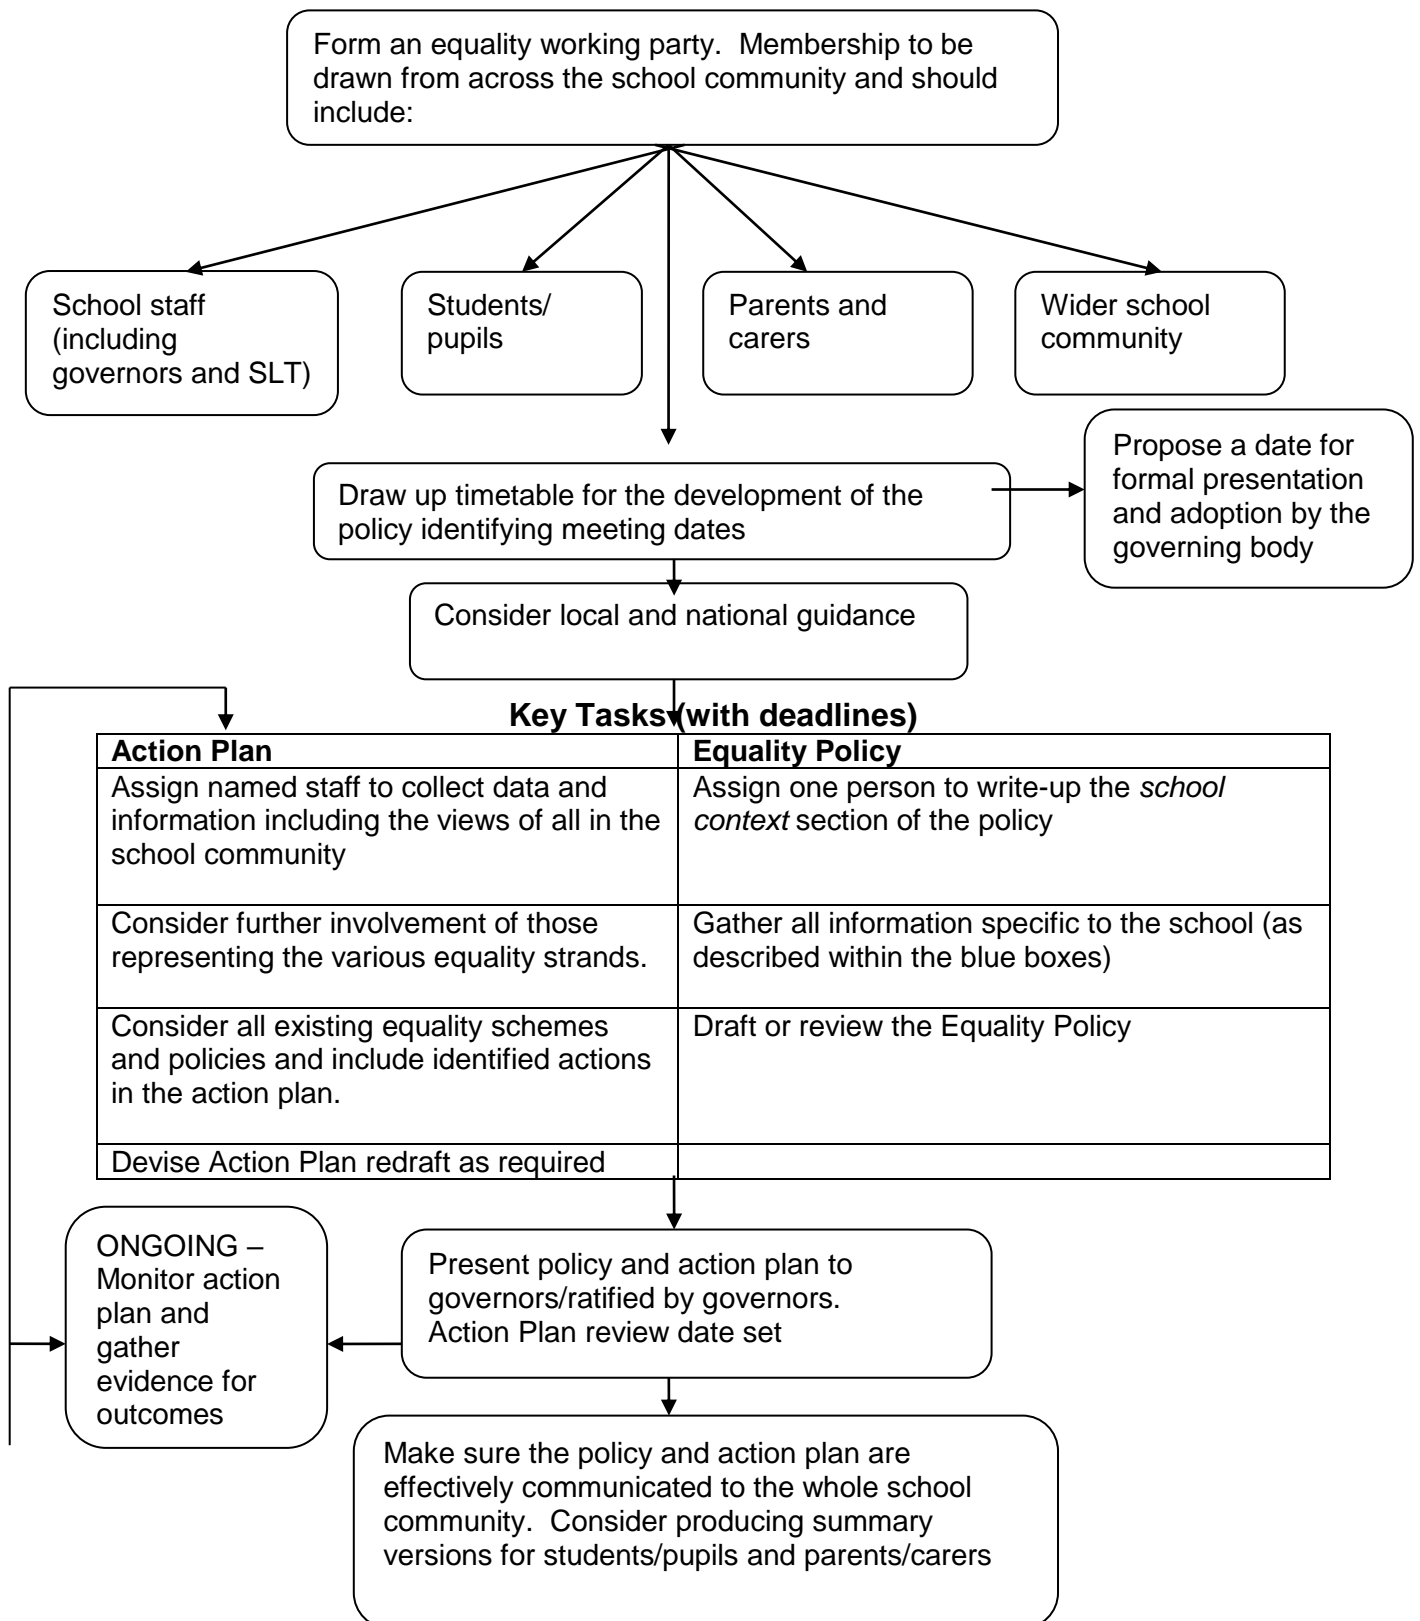 Form an equality working party.  Membership to be
drawn from across the school community and should
include:
School staff
(including
governors and SLT)
Students/
pupils
Parents and
carers
Wider school
community
Propose a date for
formal presentation
and adoption by the
governing body
Draw up timetable for the development of the
policy identifying meeting dates
Consider local and national guidance
Key Tasks (with deadlines)
Action Plan
Equality Policy
Assign named staff to collect data and
information including the views of all in the
school community
Assign one person to write-up the school
context section of the policy
Consider further involvement of those
representing the various equality strands.
Gather all information specific to the school (as
described within the blue boxes)
Consider all existing equality schemes
and policies and include identified actions
in the action plan.
Draft or review the Equality Policy
Devise Action Plan redraft as required
ONGOING –
Monitor action
plan and
gather
evidence for
outcomes
Present policy and action plan to
governors/ratified by governors.
Action Plan review date set
Make sure the policy and action plan are
effectively communicated to the whole school
community.  Consider producing summary
versions for students/pupils and parents/carers